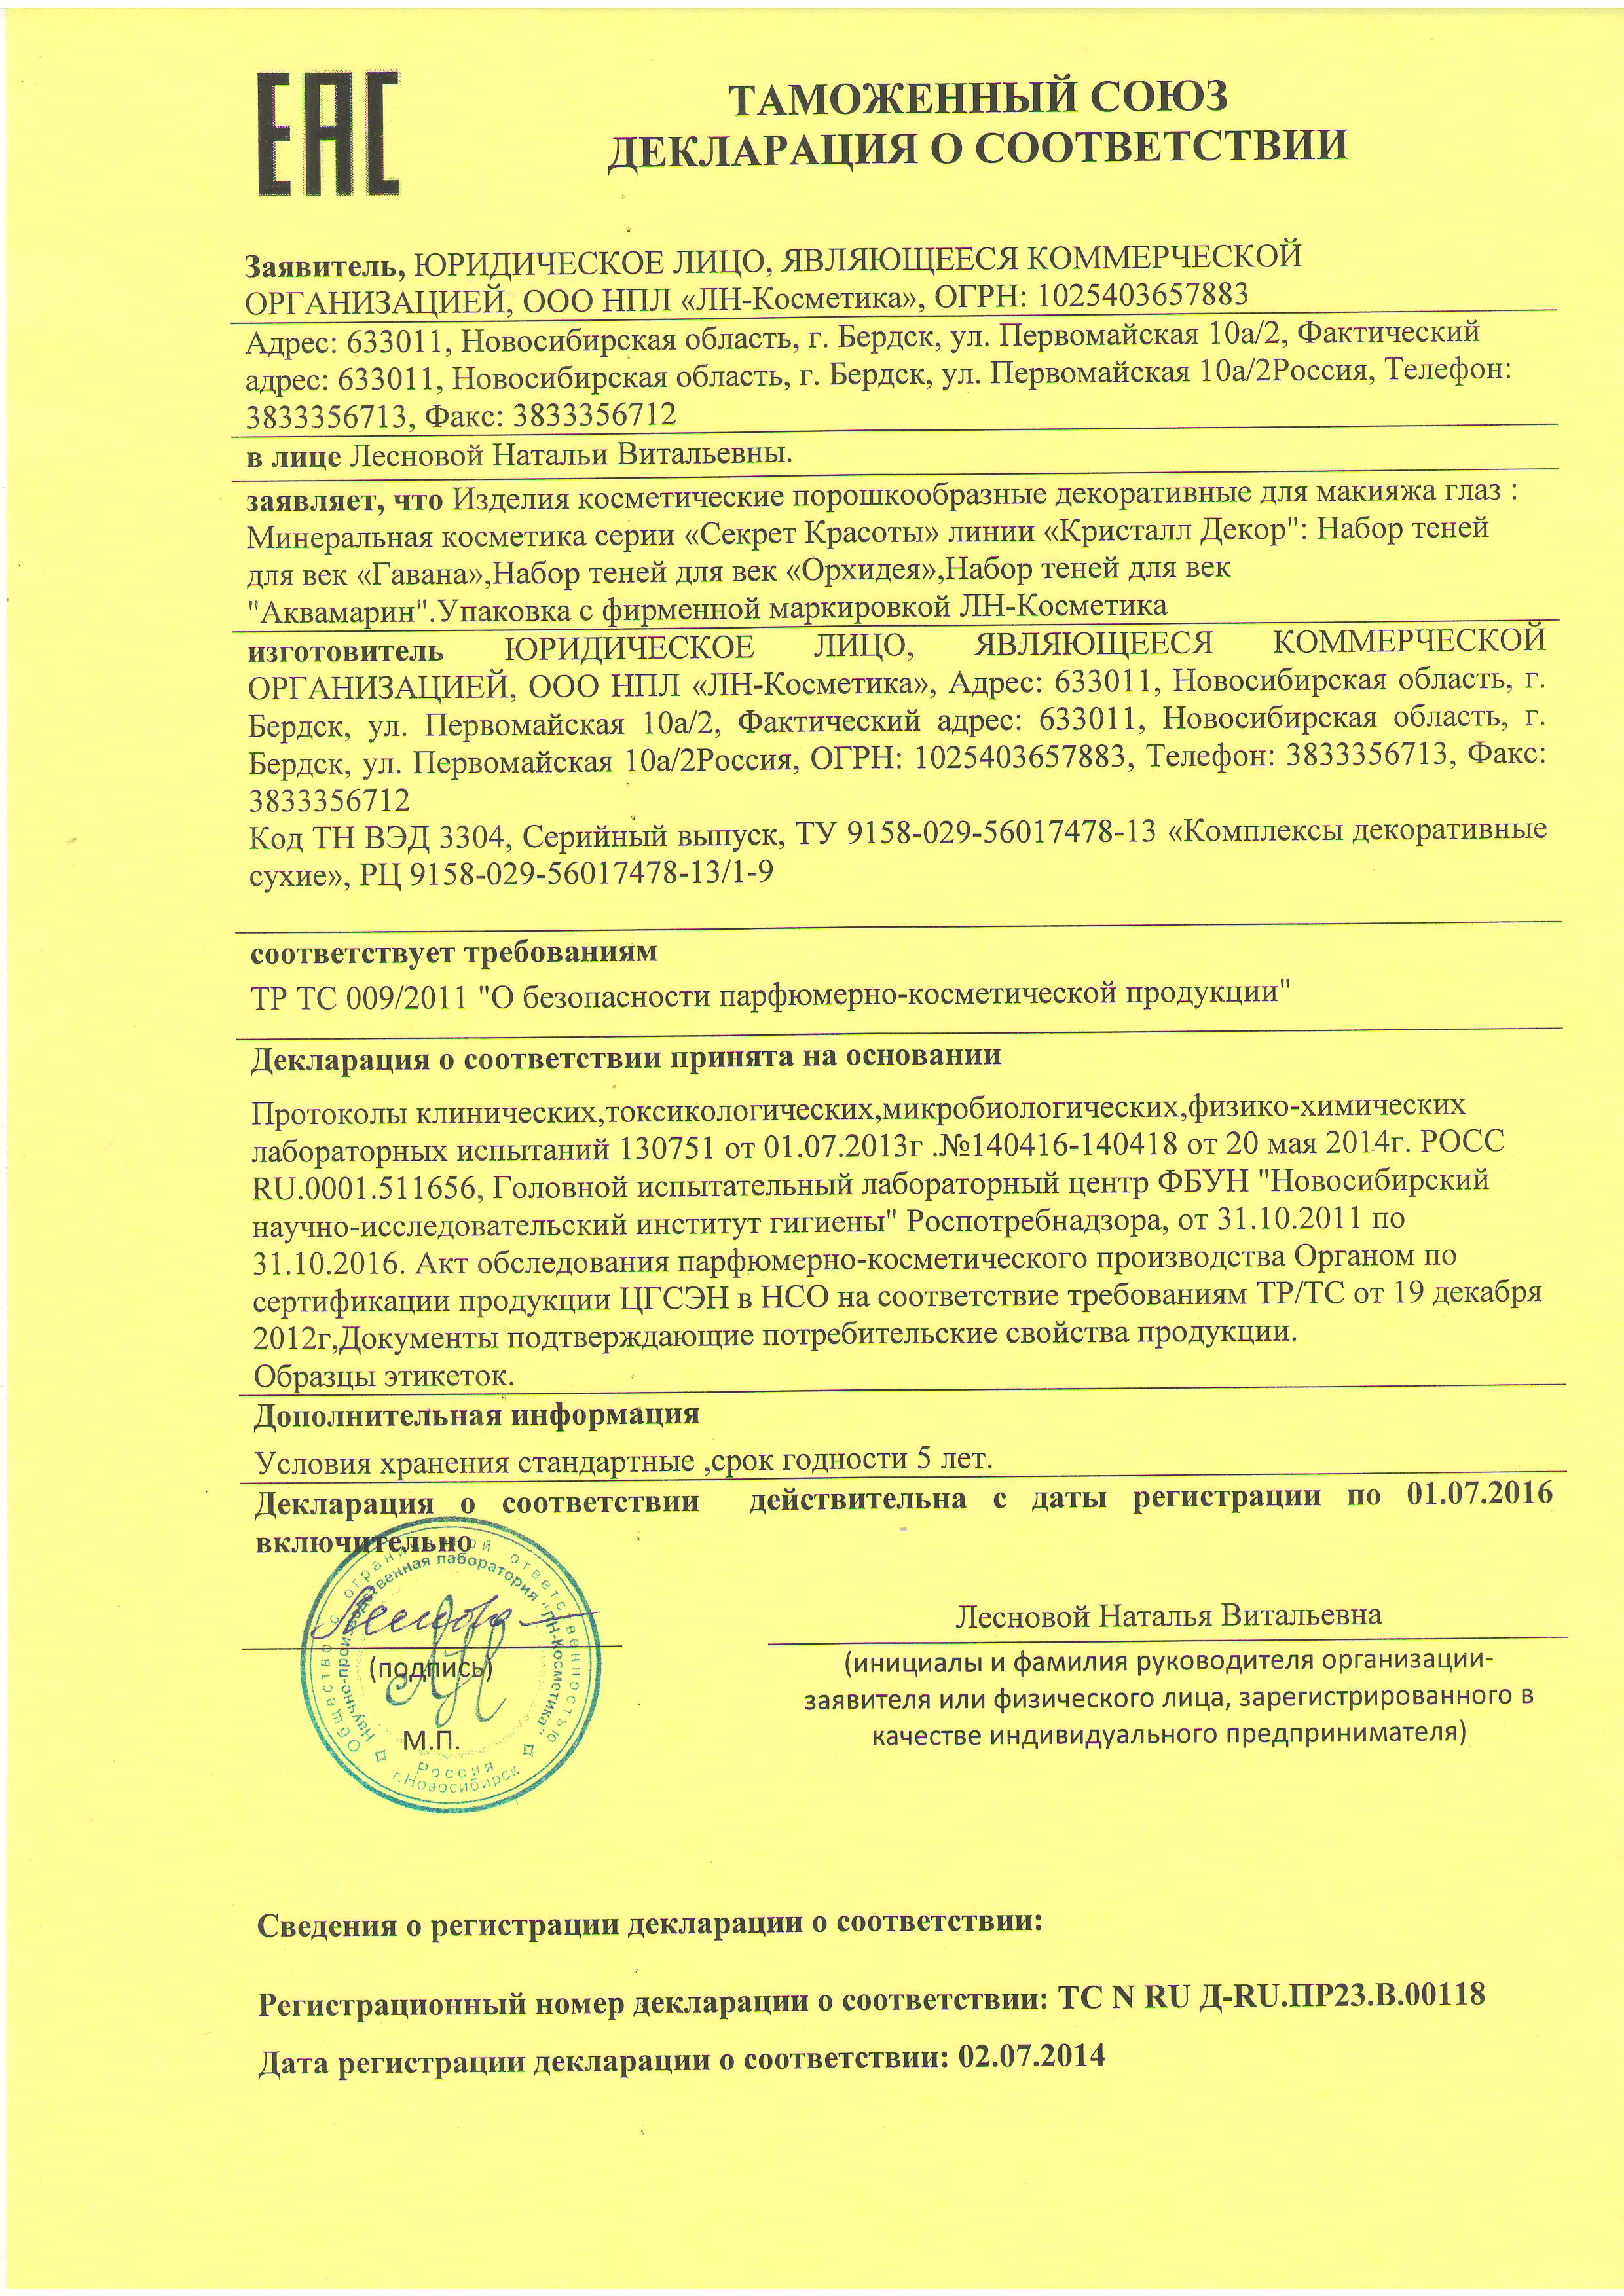 ЕАС
ТАМОЖЕННЫЙ СОЮЗ
ДЕКЛАРАЦИЯ О СООТВЕТСТВИИ
Заявитель, ЮРИДИЧЕСКОЕ ЛИЦО, ЯВЛЯЮЩЕЕСЯ КОММЕРЧЕСКОЙ
ОРГАНИЗАЦИЕЙ, ООО НПЛ «ЛН-Косметика», ОГРН: 1025403657883
Адрес: 633011, Новосибирская область, г. Бердск, ул. Первомайская 10а/2, Фактический
адрес: 633011, Новосибирская область, г. Бердск, ул. Первомайская 10а/2Россия, Телефон:
3833356713, Факс: 3833356712
в лице Лесновой Натальи Витальевны.
заявляет, что Изделия косметические порошкообразные декоративные для макияжа глаз :
Минеральная косметика серии «Секрет Красоты» линии «Кристалл Декор": Набор теней
для век «Гавана»,Набор теней для век «Орхидея»,Набор теней для век
"Аквамарин".Упаковка с фирменной маркировкой ЛН-Косметика
изготовитель ЮРИДИЧЕСКОЕ ЛИЦО, ЯВЛЯЮЩЕЕСЯ КОММЕРЧЕСКОЙ
ОРГАНИЗАЦИЕЙ, ООО НПЛ «ЛН-Косметика», Адрес: 633011, Новосибирская область, г.
Бердск, ул. Первомайская 10а/2, Фактический адрес: 633011, Новосибирская область, г.
Бердск, ул. Первомайская 10а/2Россия, ОГРН: 1025403657883, Телефон: 3833356713, Факс:
3833356712
Код ТН ВЭД 3304, Серийный выпуск, ТУ 9158-029-56017478-13 «Комплексы декоративные
сухие», РЦ 9158-029-56017478-13/1-9
соответствует требованиям
ТР ТС 009/2011 "О безопасности парфюмерно-косметической продукции"
Декларация о соответствии принята на основании
Протоколы клинических,токсикологических,микробиологических,физико-химических
лабораторных испытаний 130751 от 01.07.2013г .№140416-140418 от 20 мая 2014г. РОСС
RU.0001.511656, Головной испытательный лабораторный центр ФБУН "Новосибирский
научно-исследовательский институт гигиены" Роспотребнадзора, от 31.10.2011 по
31.10.2016. Акт обследования парфюмерно-косметического производства Органом по
сертификации продукции ЦГСЭН в НСО на соответствие требованиям ТР/ТС от 19 декабря
2012г,Документы подтверждающие потребительские свойства продукции.
Образцы этикеток.
Дополнительная информация
Условия хранения стандартные ,срок годности 5 лет.
Декларация о соответствии действительна с даты регистрации по 01.07.2016
включительно
Общество с ограниченной ответственностью
Научно-производственная лаборатория "ЛН-косметика"
Россия
г.Новосибирск
(подпись)
М.П.
Лесновой Наталья Витальевна
(инициалы и фамилия руководителя организации-
заявителя или физического лица, зарегистрированного в
качестве индивидуального предпринимателя)
Сведения о регистрации декларации о соответствии:
Регистрационный номер декларации о соответствии: ТС N RU Д-RU.ПР23.В.00118
Дата регистрации декларации о соответствии: 02.07.2014